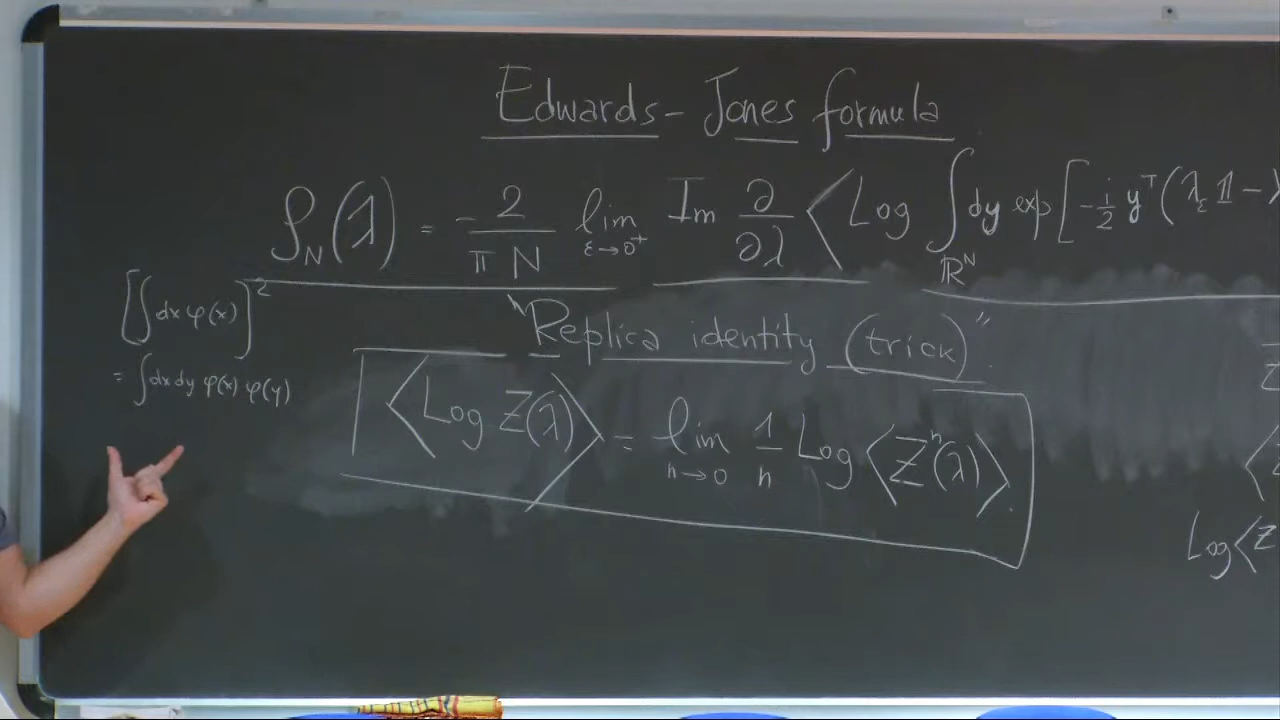 Edwards-Jones formula
ρ_N(λ) = -2/(πN) lim_{ε→0⁺} Im ∂/∂λ ⟨Log ∫_{ℝ^N} dy exp[-i/2 y^T(λ_ε 𝟙 -
[∫dx φ(x)]²
= ∫dx dy φ(x) φ(y)
"Replica identity (trick)"
⟨Log Z(λ)⟩ = lim_{n→0} 1/n Log⟨Z^n(λ)⟩.
Log⟨Z